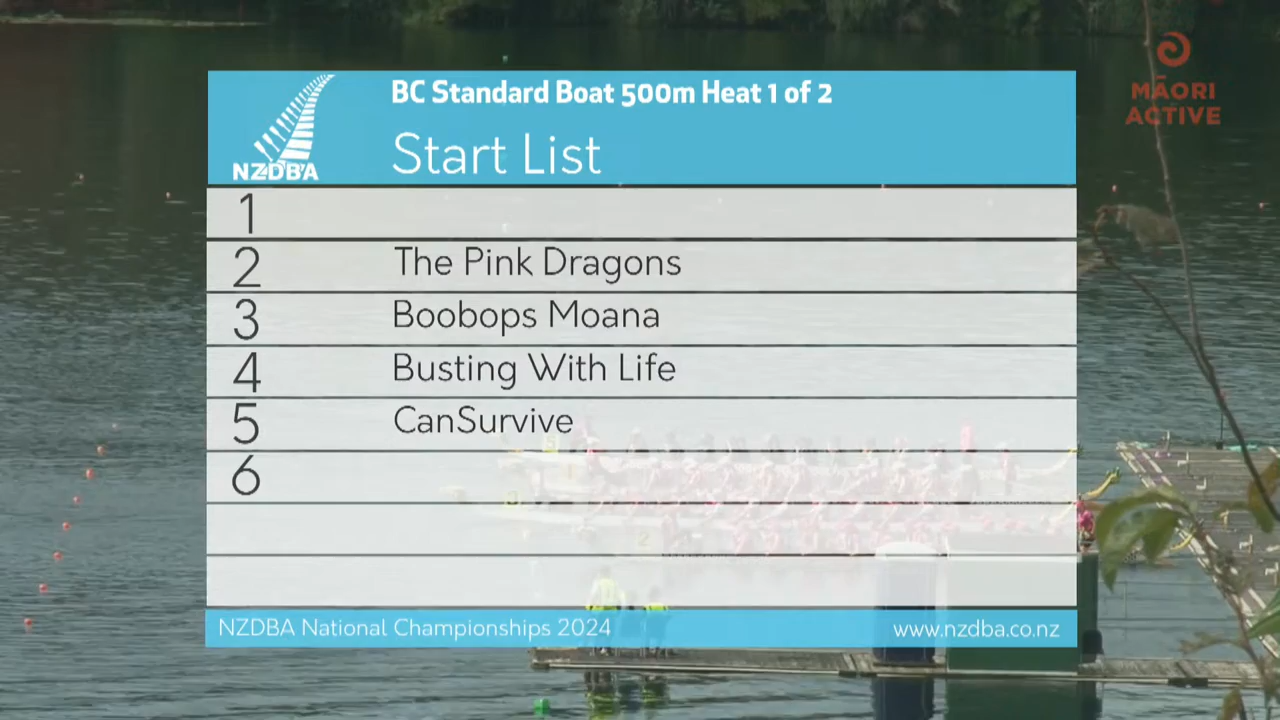 BC Standard Boat 500m Heat 1 of 2
MĀORI
ACTIVE
NZDBA
Start List
1
2 The Pink Dragons
3 Boobops Moana
4 Busting With Life
5 CanSurvive
6
NZDBA National Championships 2024 www.nzdba.co.nz